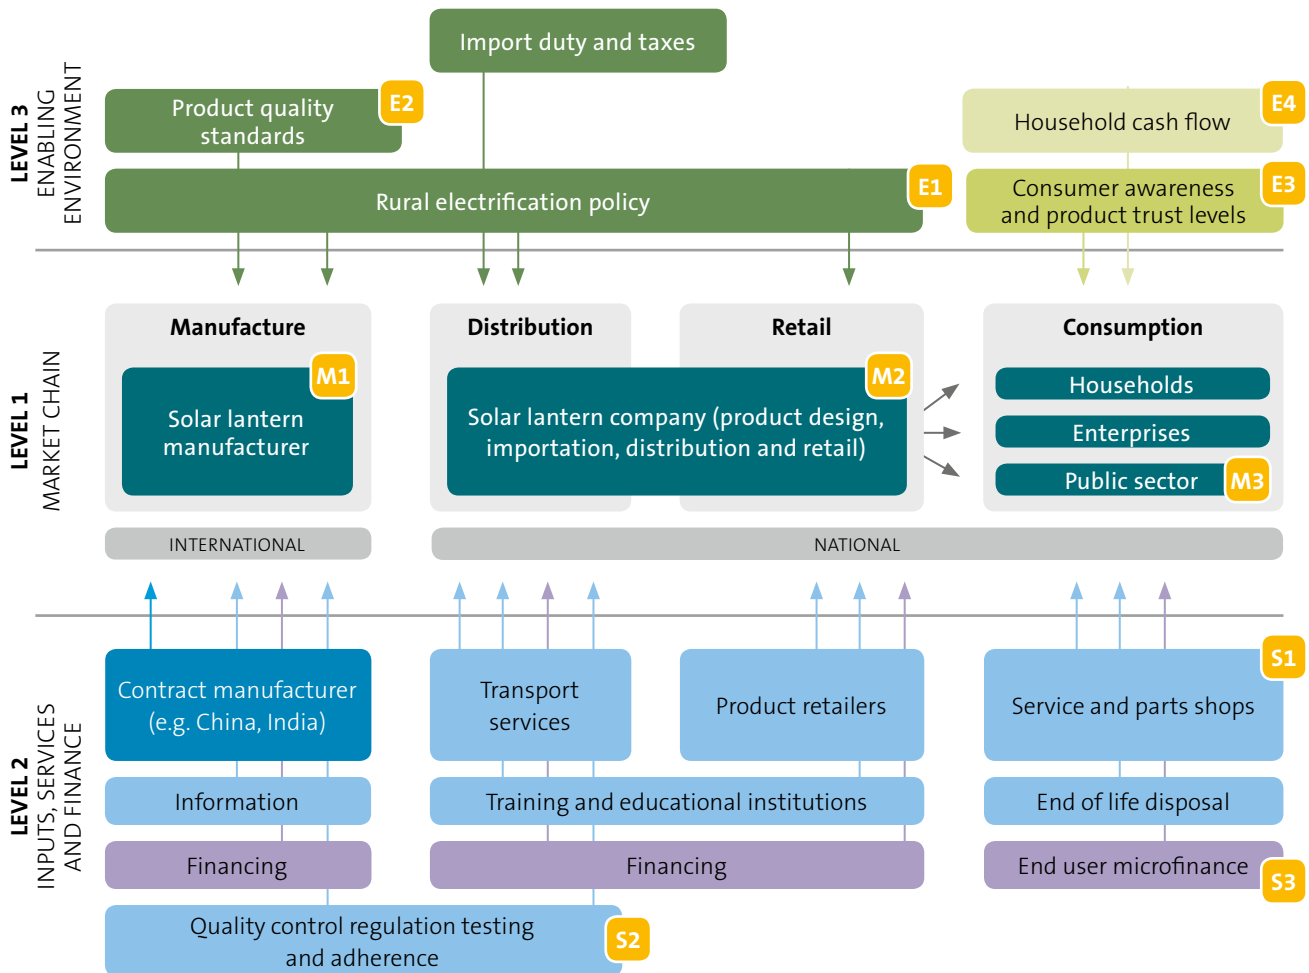 LEVEL 3
ENABLING
ENVIRONMENT
Import duty and taxes
Product quality
standards
E2
Household cash flow
E4
Rural electrification policy
E1
Consumer awareness
and product trust levels
E3
LEVEL 1
MARKET CHAIN
Manufacture
Distribution
Retail
Consumption
Solar lantern
manufacturer
M1
Solar lantern company (product design,
importation, distribution and retail)
M2
Households
Enterprises
Public sector
M3
INTERNATIONAL
NATIONAL
LEVEL 2
INPUTS, SERVICES
AND FINANCE
Contract manufacturer
(e.g. China, India)
Transport
services
Product retailers
Service and parts shops
S1
Information
Training and educational institutions
End of life disposal
Financing
Financing
End user microfinance
S3
Quality control regulation testing
and adherence
S2